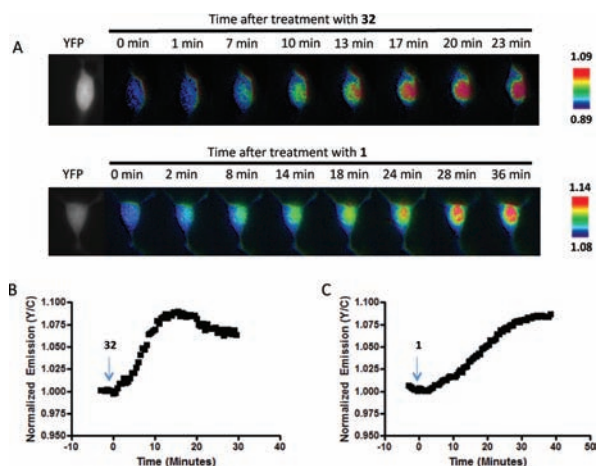 Time after treatment with 32
A
YFP 0 min 1 min 7 min 10 min 13 min 17 min 20 min 23 min
1.09
0.89
Time after treatment with 1
YFP 0 min 2 min 8 min 14 min 18 min 24 min 28 min 36 min
1.14
1.08
B
Normalized Emission (Y/C)
1.100
1.075
1.050
1.025
1.000
0.975
0.950
32
0 10 20 30 40
Time (Minutes)
C
Normalized Emission (Y/C)
1.100
1.075
1.050
1.025
1.000
0.975
0.950
1
-10 0 10 20 30 40 50
Time (Minutes)